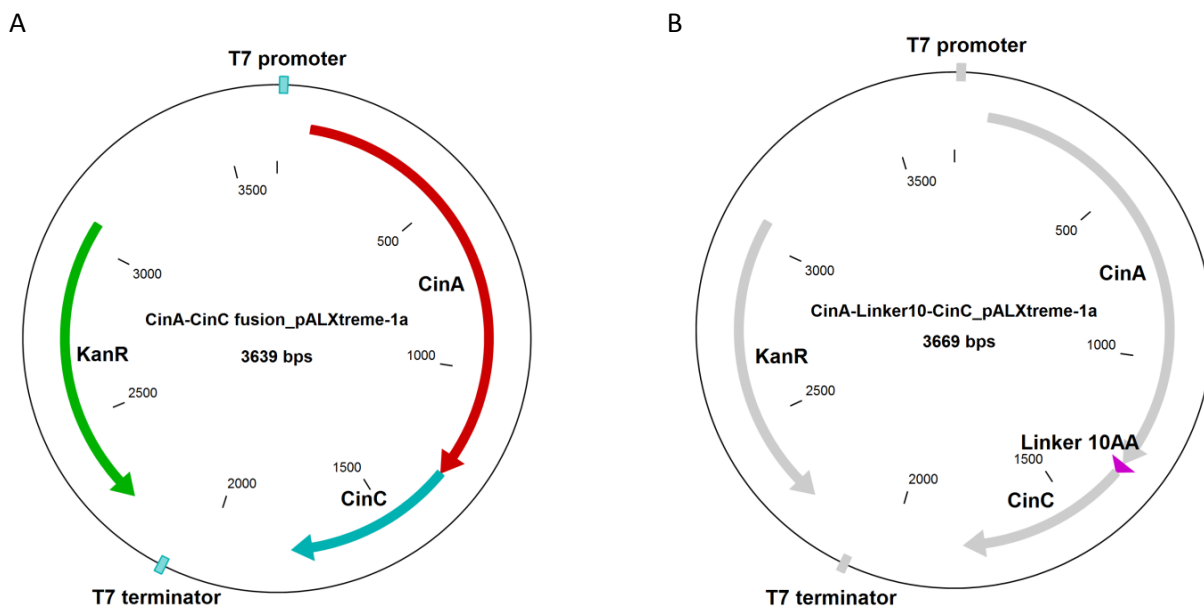 A
T7 promoter
3500
500
3000
CinA
CinA-CinC fusion_pALXtreme-1a
3639 bps
KanR
1000
2500
1500
2000
CinC
T7 terminator
B
T7 promoter
3500
500
3000
CinA
CinA-Linker10-CinC_pALXtreme-1a
3669 bps
KanR
1000
2500
Linker 10AA
1500
2000
CinC
T7 terminator